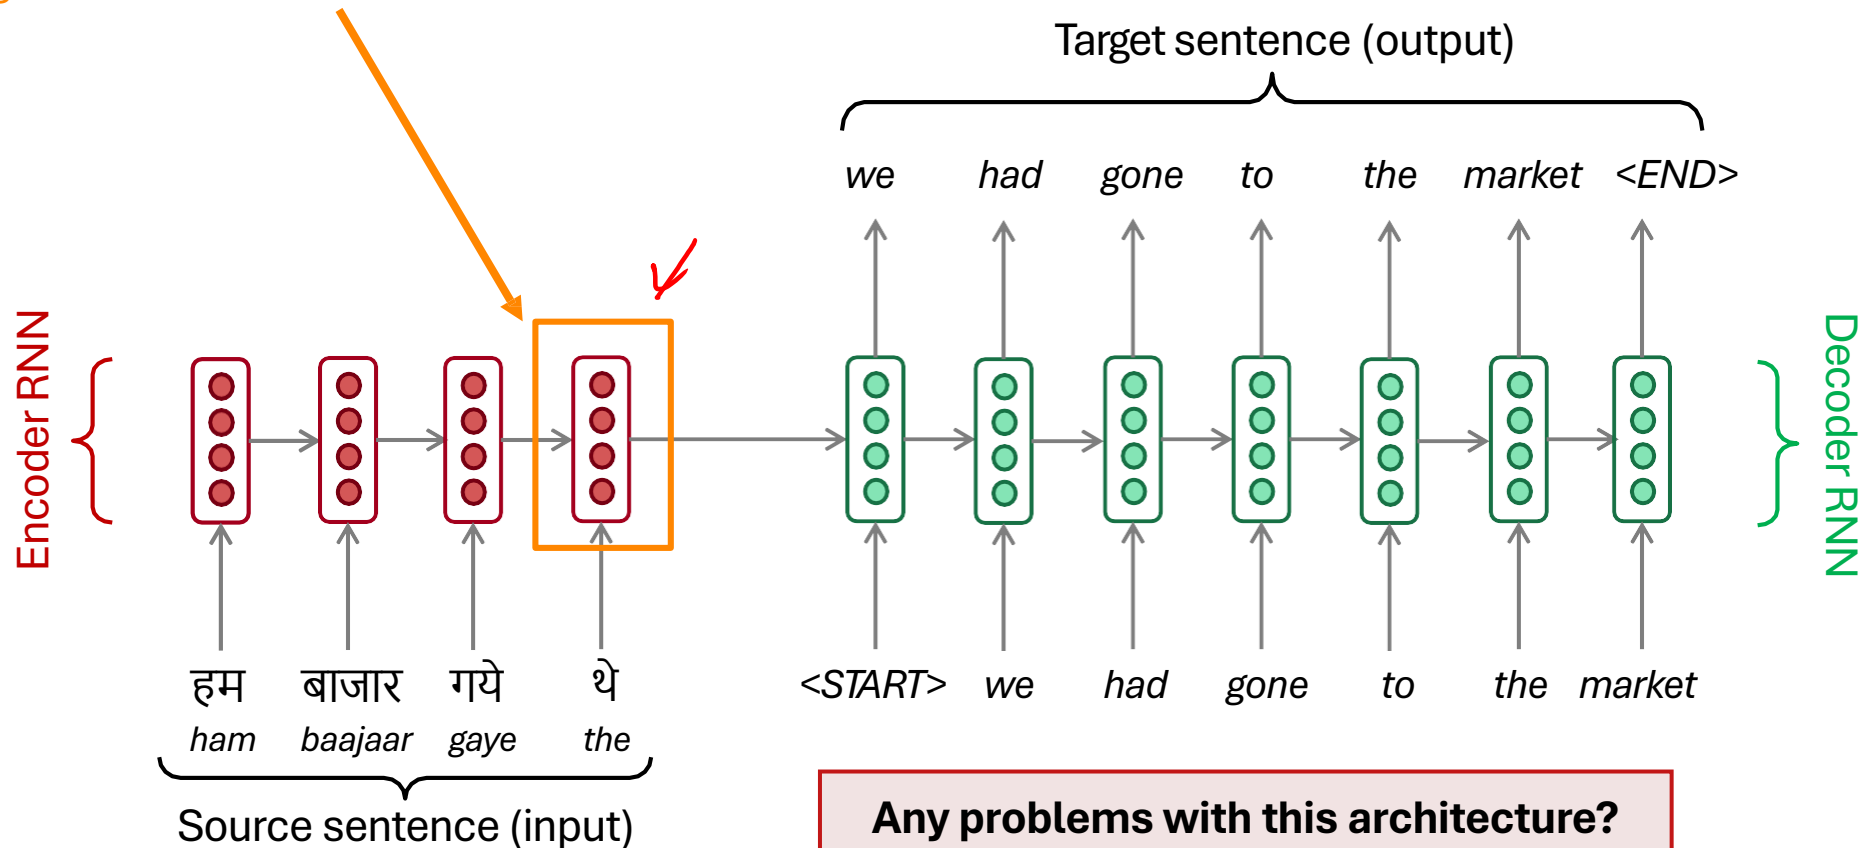 Target sentence (output)
we had gone to the market <END>
Encoder RNN
Decoder RNN
हम बाजार गये थे
<START> we had gone to the market
ham baajaar gaye the
Source sentence (input)
Any problems with this architecture?